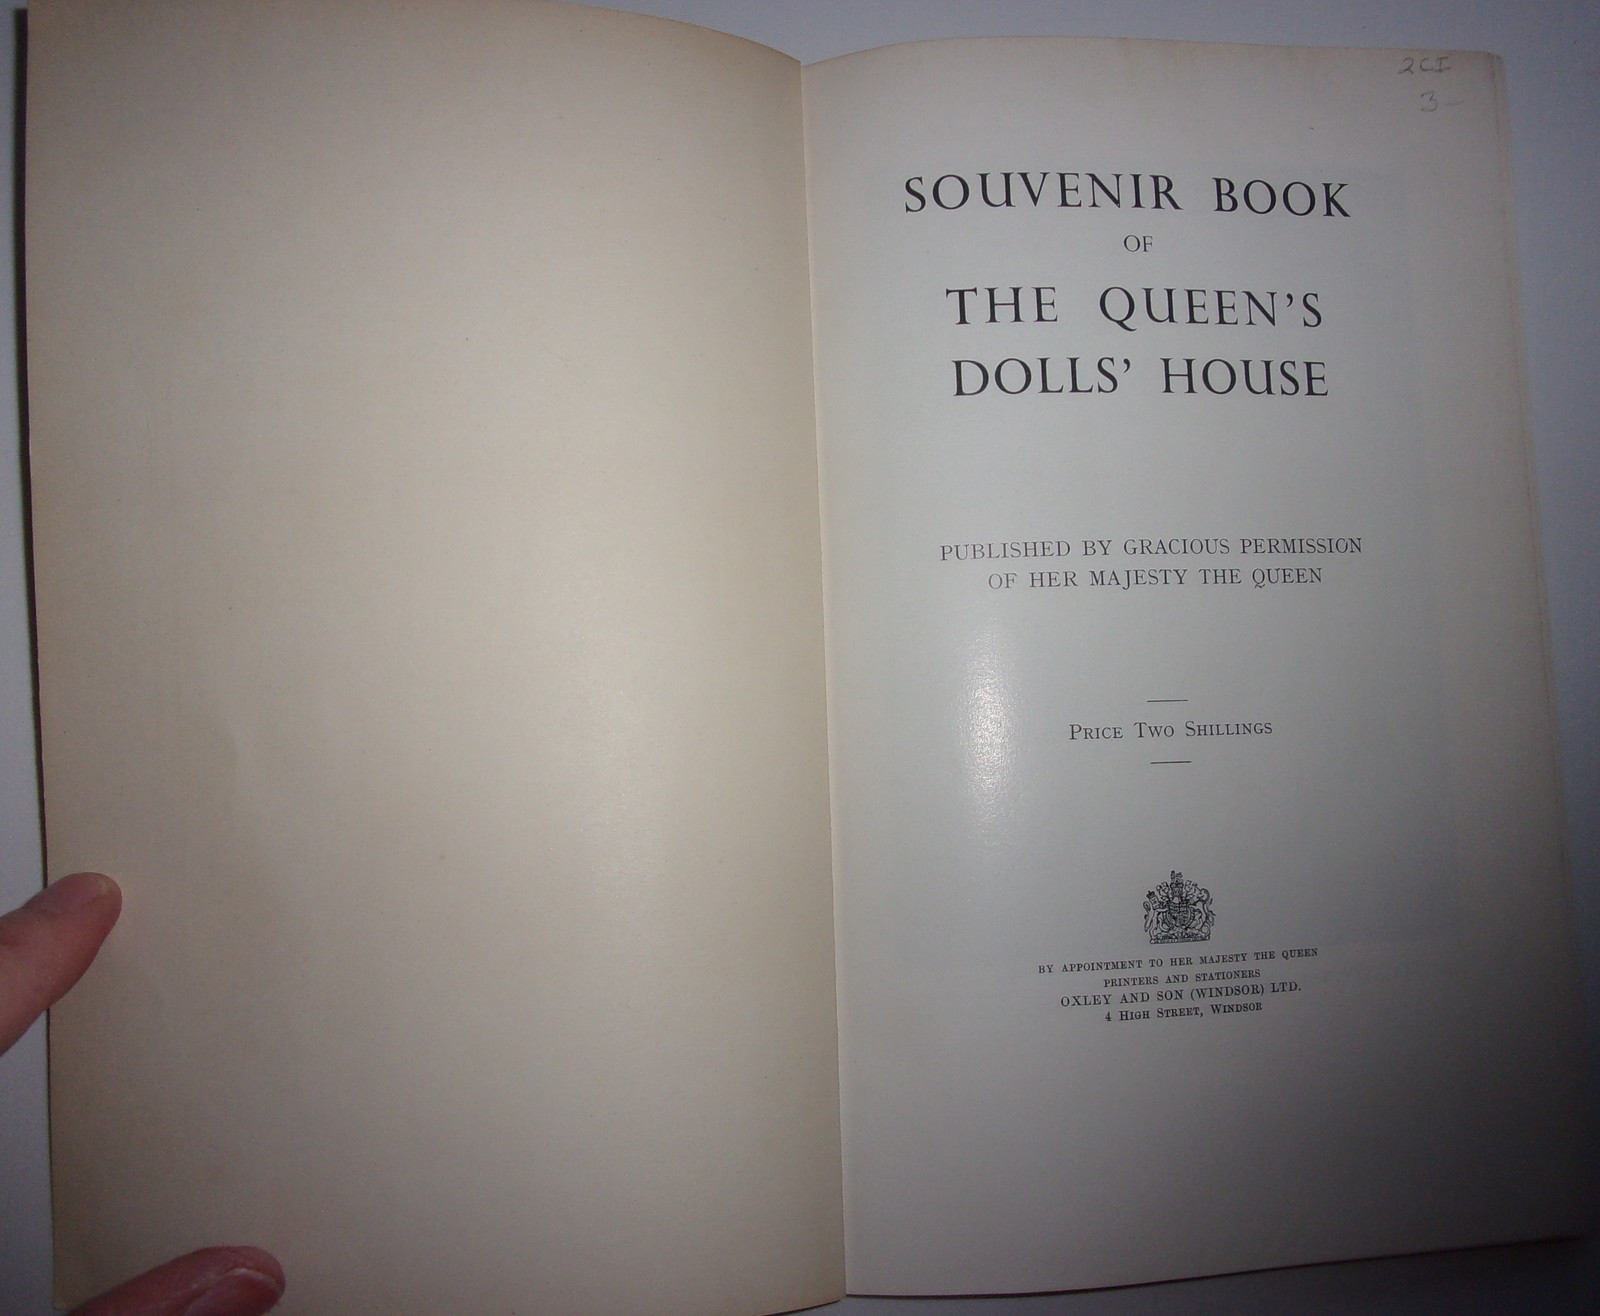 2CI
3-
SOUVENIR BOOK
OF
THE QUEEN'S
DOLLS' HOUSE
PUBLISHED BY GRACIOUS PERMISSION
OF HER MAJESTY THE QUEEN
PRICE TWO SHILLINGS
BY APPOINTMENT TO HER MAJESTY THE QUEEN
PRINTERS AND STATIONERS
OXLEY AND SON (WINDSOR) LTD.
4 HIGH STREET, WINDSOR